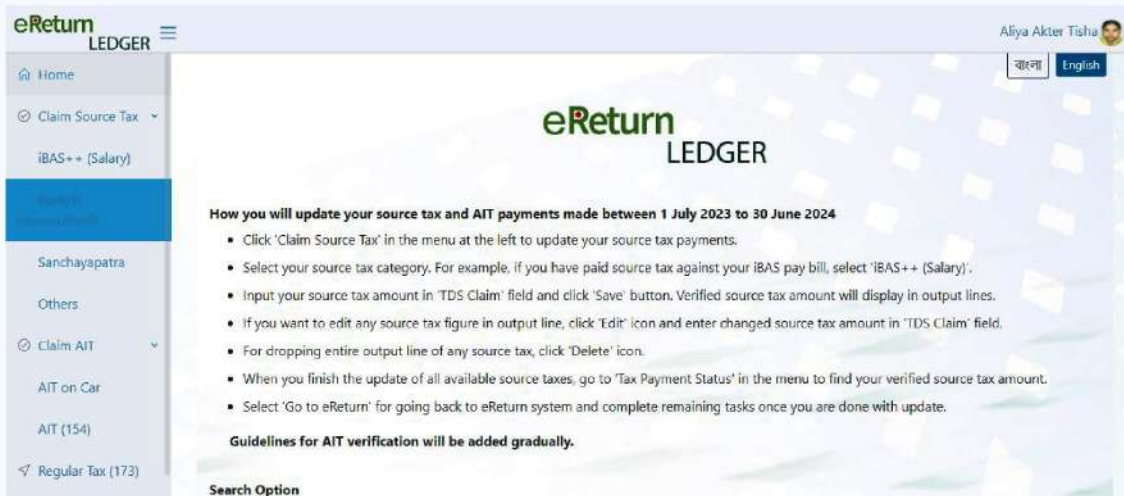 eReturn
LEDGER
Aliya Akter Tisha
Home
বাংলা
English
Claim Source Tax
iBAS++ (Salary)
Sanchayapatra
Others
Claim AIT
AIT on Car
AIT (154)
Regular Tax (173)
eReturn
LEDGER
How you will update your source tax and AIT payments made between 1 July 2023 to 30 June 2024
• Click 'Claim Source Tax' in the menu at the left to update your source tax payments.
• Select your source tax category. For example, if you have paid source tax against your iBAS pay bill, select 'iBAS++ (Salary)'.
• Input your source tax amount in 'TDS Claim' field and click 'Save' button. Verified source tax amount will display in output lines.
• If you want to edit any source tax figure in output line, click 'Edit' icon and enter changed source tax amount in 'TDS Claim' field.
• For dropping entire output line of any source tax, click 'Delete' icon.
• When you finish the update of all available source taxes, go to 'Tax Payment Status' in the menu to find your verified source tax amount.
• Select 'Go to eReturn' for going back to eReturn system and complete remaining tasks once you are done with update.
Guidelines for AIT verification will be added gradually.
Search Option